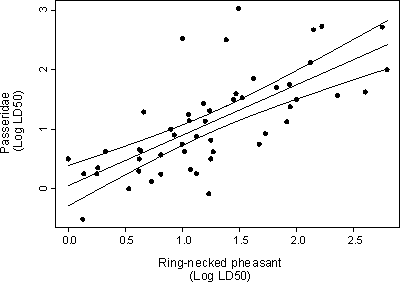 3
2
1
0
Passeridae
(Log LD50)
0.0 0.5 1.0 1.5 2.0 2.5
Ring-necked pheasant
(Log LD50)